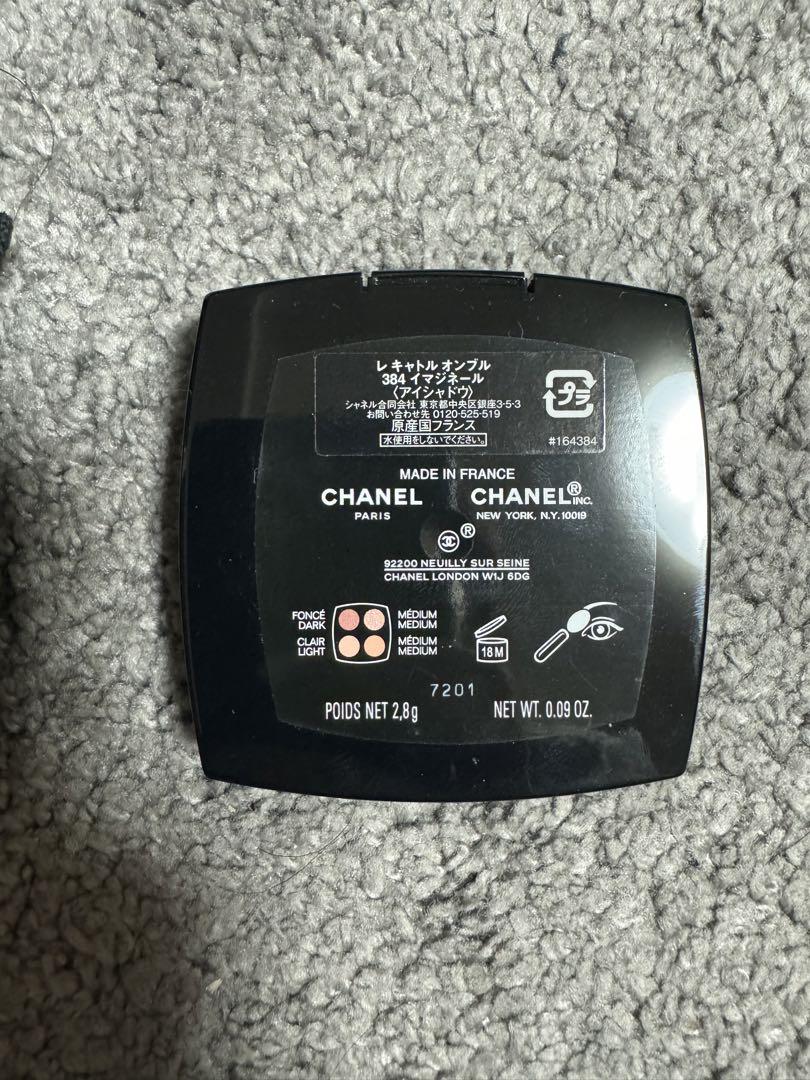 レ キャトル オンブル
384 イマジネール
〈アイシャドウ〉
シャネル合同会社 東京都中央区銀座3-5-3
お問い合わせ先 0120-525-519
原産国フランス
水使用をしないでください。
プラ
#164384
MADE IN FRANCE
CHANEL
PARIS
CHANEL® INC.
NEW YORK, N.Y. 10019
®
92200 NEUILLY SUR SEINE
CHANEL LONDON W1J 6DG
FONCÉ
DARK
MÉDIUM
MEDIUM
CLAIR
LIGHT
MÉDIUM
MEDIUM
18 M
7201
POIDS NET 2,8g
NET WT. 0.09 OZ.